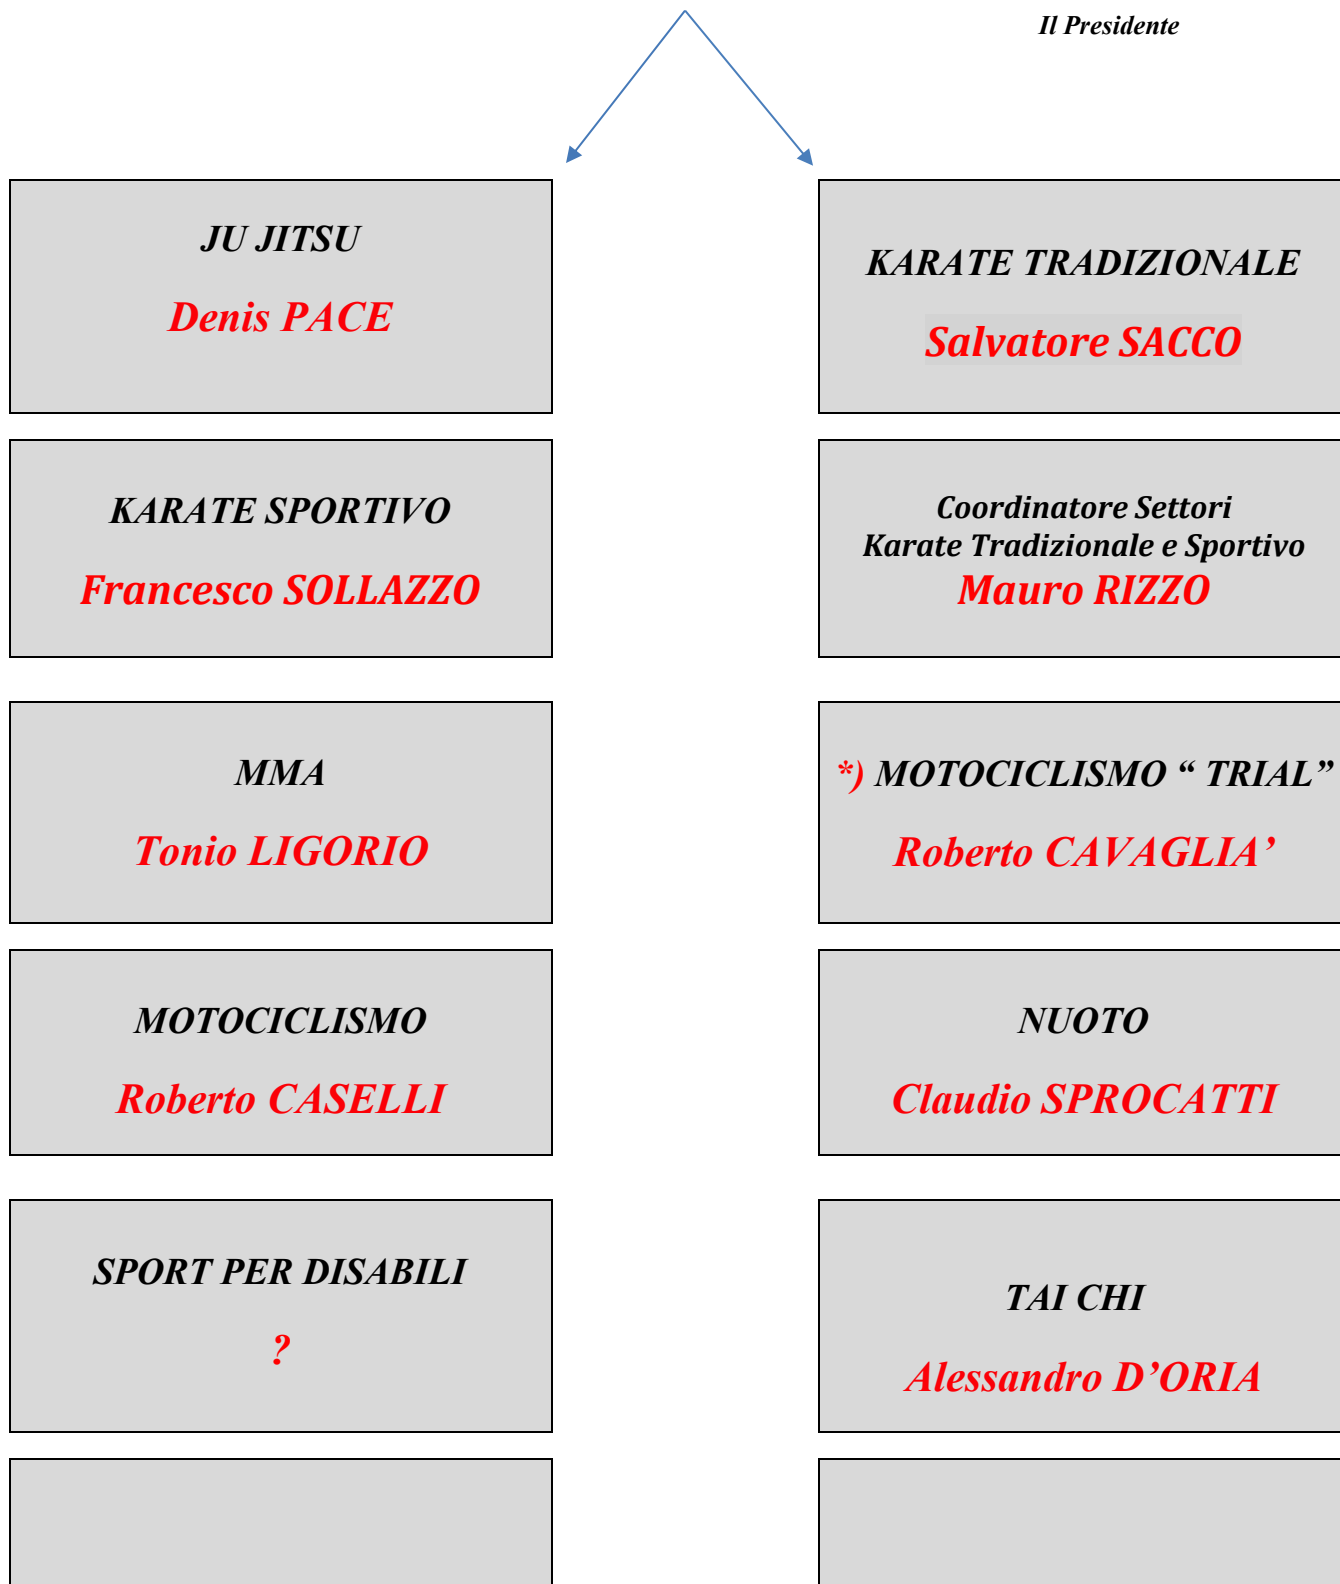 Il Presidente
JU JITSU
Denis PACE
KARATE TRADIZIONALE
Salvatore SACCO
KARATE SPORTIVO
Francesco SOLLAZZO
Coordinatore Settori
Karate Tradizionale e Sportivo
Mauro RIZZO
MMA
Tonio LIGORIO
*) MOTOCICLISMO “ TRIAL”
Roberto CAVAGLIA’
MOTOCICLISMO
Roberto CASELLI
NUOTO
Claudio SPROCATTI
SPORT PER DISABILI
?
TAI CHI
Alessandro D’ORIA